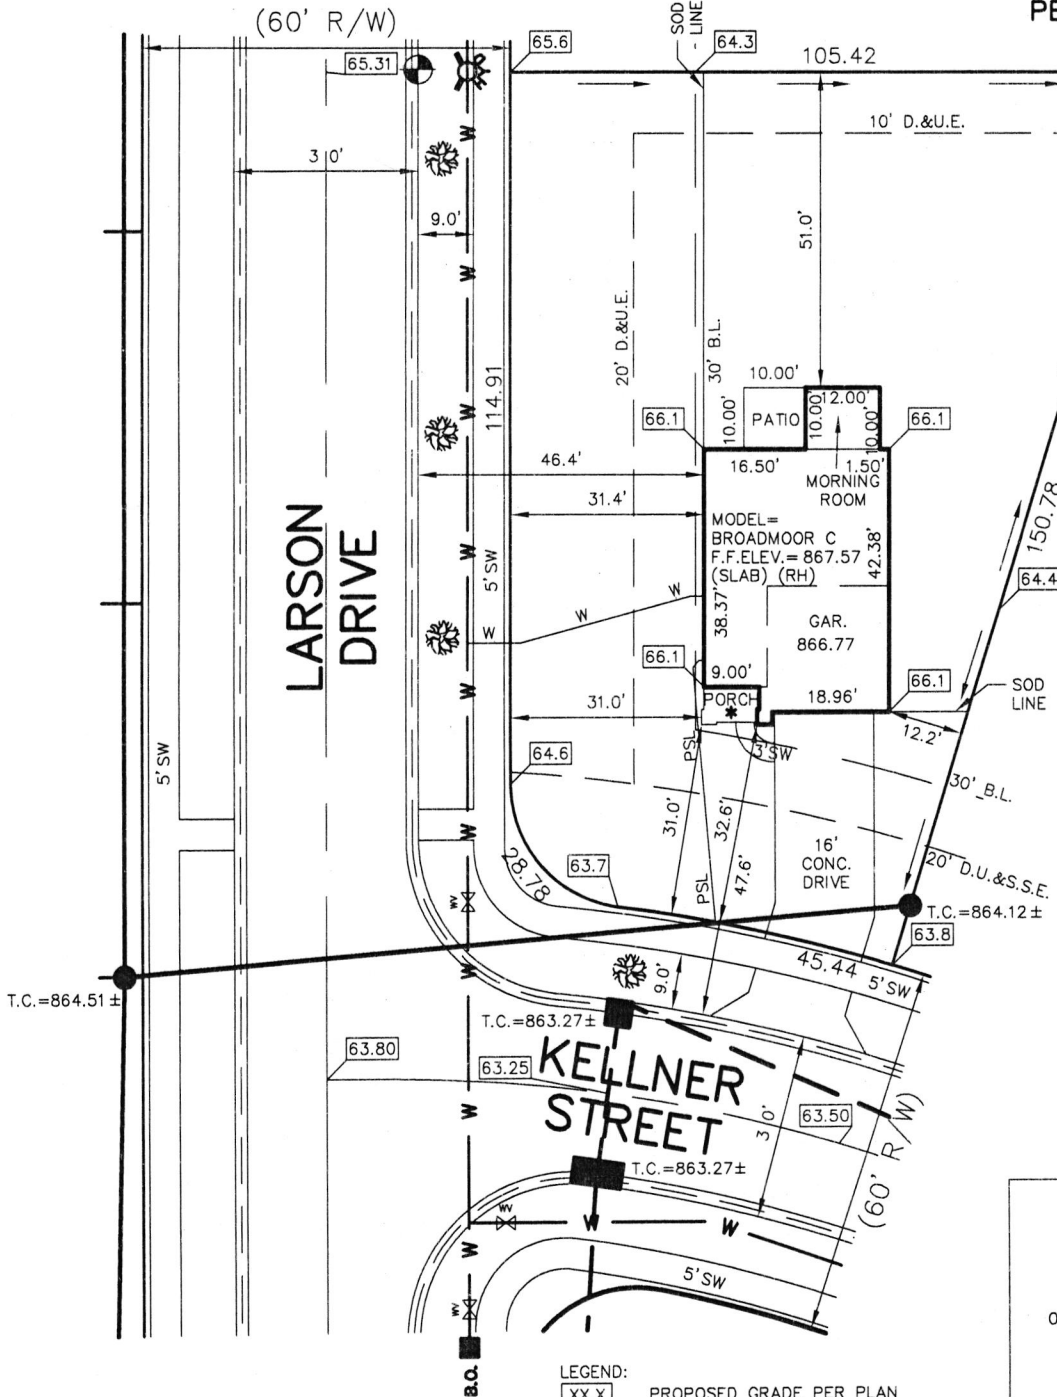 (60' R/W)
SOD
LINE
PE
65.6
64.3
105.42
65.31
10' D.&U.E.
3 0'
9.0'
51.0'
20' D.&U.E.
30' B.L.
114.91
10.00'
66.1
10.00'
PATIO
10.00'
12.00'
10.00'
66.1
46.4'
16.50'
1.50'
MORNING
ROOM
31.4'
LARSON
DRIVE
5' SW
MODEL=
BROADMOOR C
F.F.ELEV.= 867.57
(SLAB) (RH)
42.38'
150.78
64.4
38.37'
GAR.
866.77
W
W
W
66.1
9.00'
PORCH
18.96'
66.1
SOD
LINE
31.0'
12.2'
PSL
3'SW
5' SW
64.6
30' B.L.
31.0'
32.6'
16'
CONC.
DRIVE
20' D.U.&S.S.E.
28.78
63.7
PSL
47.6'
T.C.=864.12±
63.8
45.44
5' SW
T.C.=864.51±
9.0'
T.C.=863.27±
63.80
63.25
KELLNER
STREET
63.50
3 0'
(60' R/W)
T.C.=863.27±
W
W
W
W
W
W
W
W
W
W
W
W
WV
WV
WV
5' SW
B.O.
O
LEGEND:
XX.X
PROPOSED GRADE PER PLAN